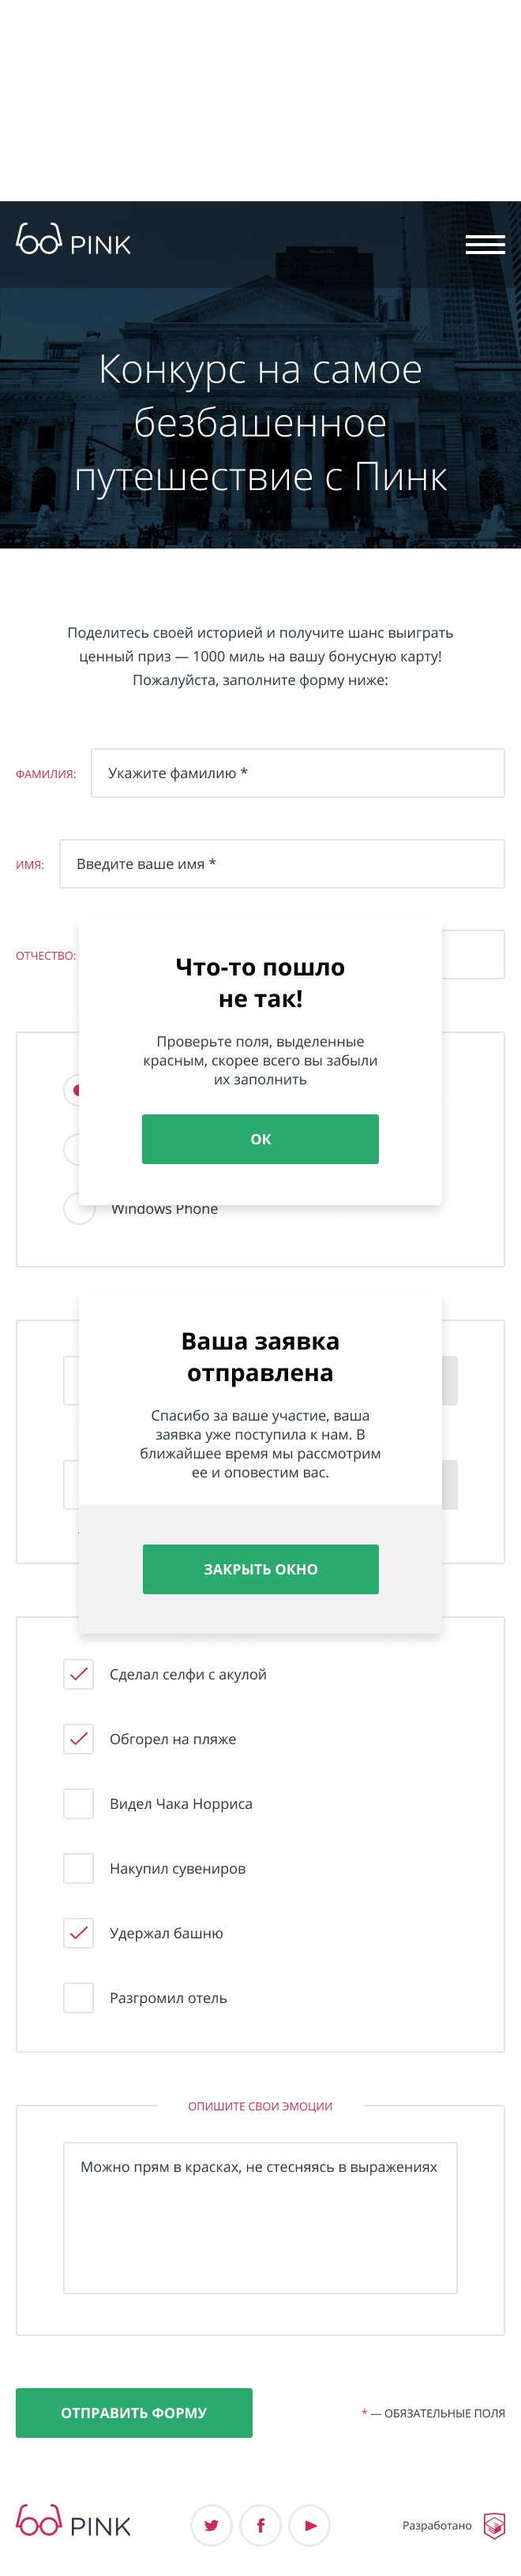 PINK
Конкурс на самое
безбашенное
путешествие с Пинк
Поделитесь своей историей и получите шанс выиграть
ценный приз — 1000 миль на вашу бонусную карту!
Пожалуйста, заполните форму ниже:
ФАМИЛИЯ:
Укажите фамилию *
ИМЯ:
Введите ваше имя *
ОТЧЕСТВО:
Что-то пошло
не так!
Проверьте поля, выделенные
красным, скорее всего вы забыли
их заполнить
ОК
Windows Phone
Ваша заявка
отправлена
Спасибо за ваше участие, ваша
заявка уже поступила к нам. В
ближайшее время мы рассмотрим
ее и оповестим вас.
ЗАКРЫТЬ ОКНО
Сделал селфи с акулой
Обгорел на пляже
Видел Чака Норриса
Накупил сувениров
Удержал башню
Разгромил отель
ОПИШИТЕ СВОИ ЭМОЦИИ
Можно прям в красках, не стесняясь в выражениях
ОТПРАВИТЬ ФОРМУ
* — ОБЯЗАТЕЛЬНЫЕ ПОЛЯ
PINK
Разработано